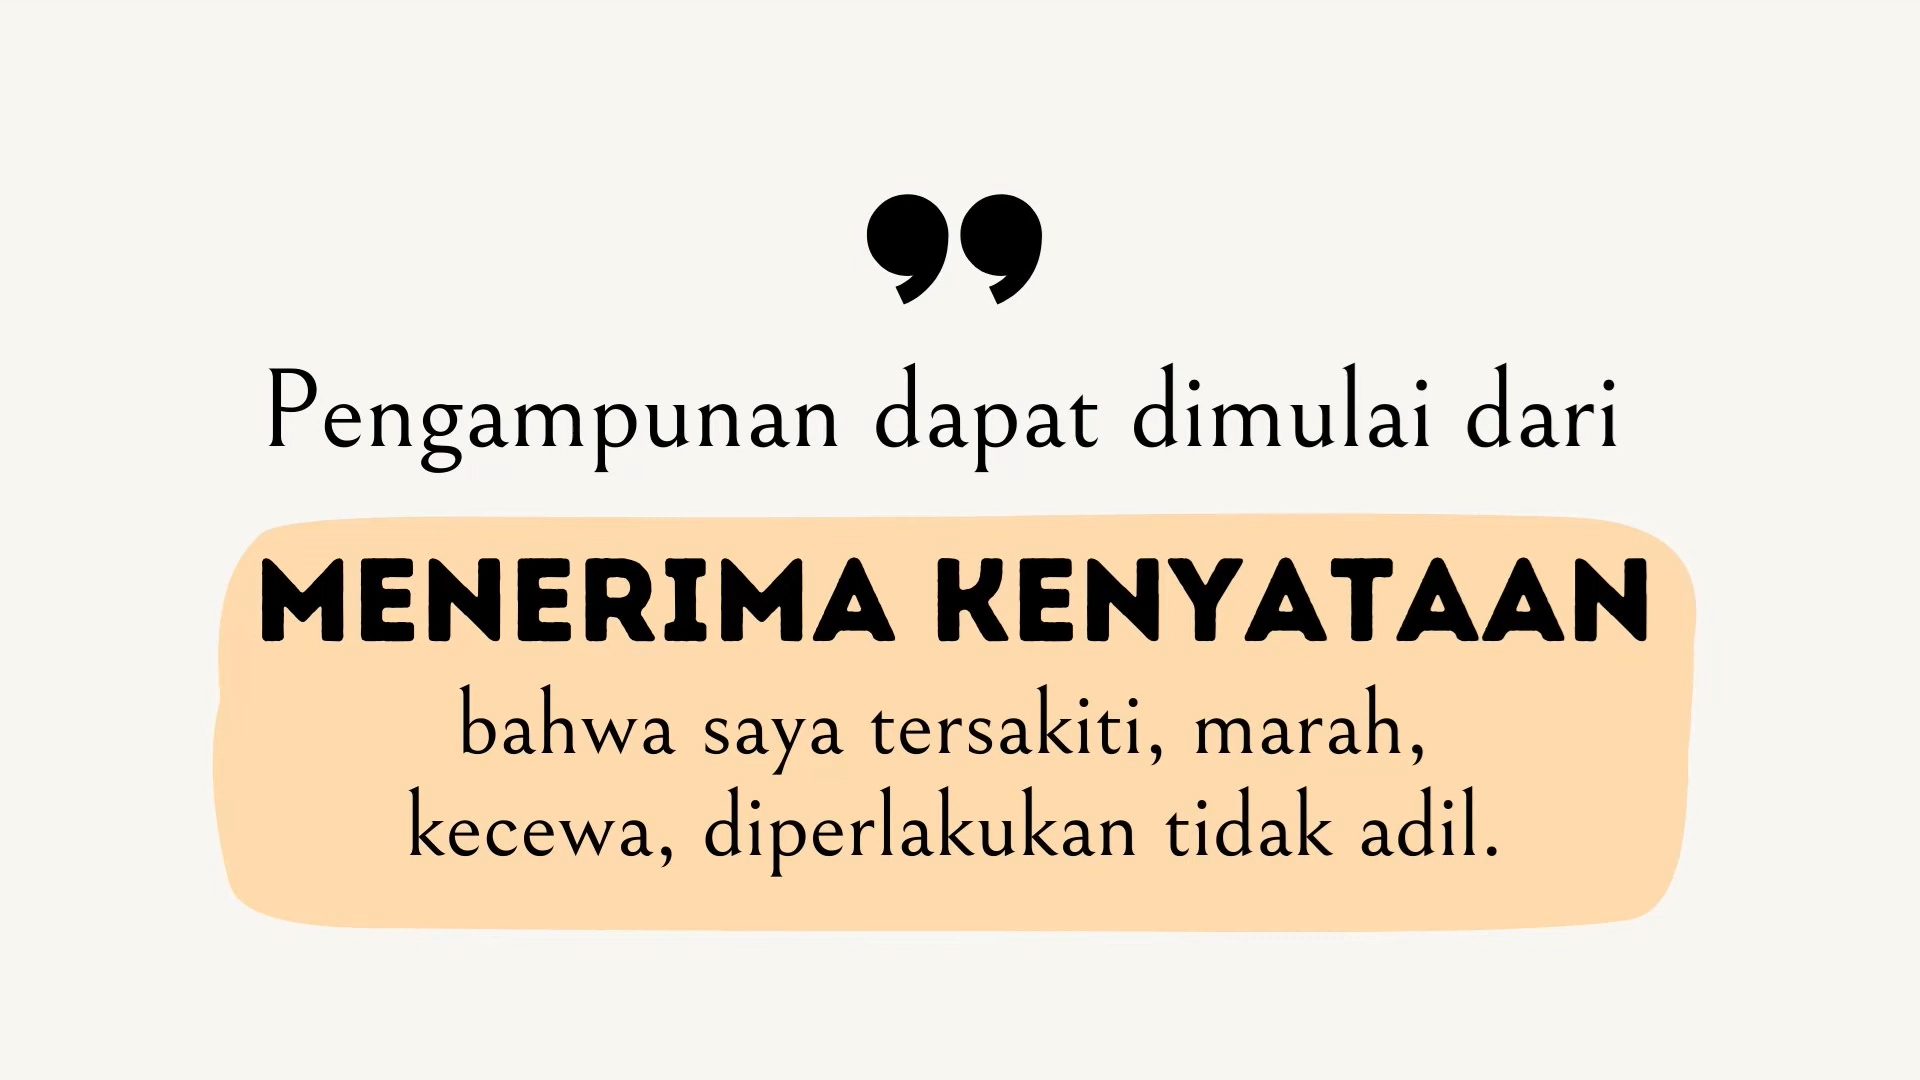 ”
Pengampunan dapat dimulai dari
MENERIMA KENYATAAN
bahwa saya tersakiti, marah,
kecewa, diperlakukan tidak adil.